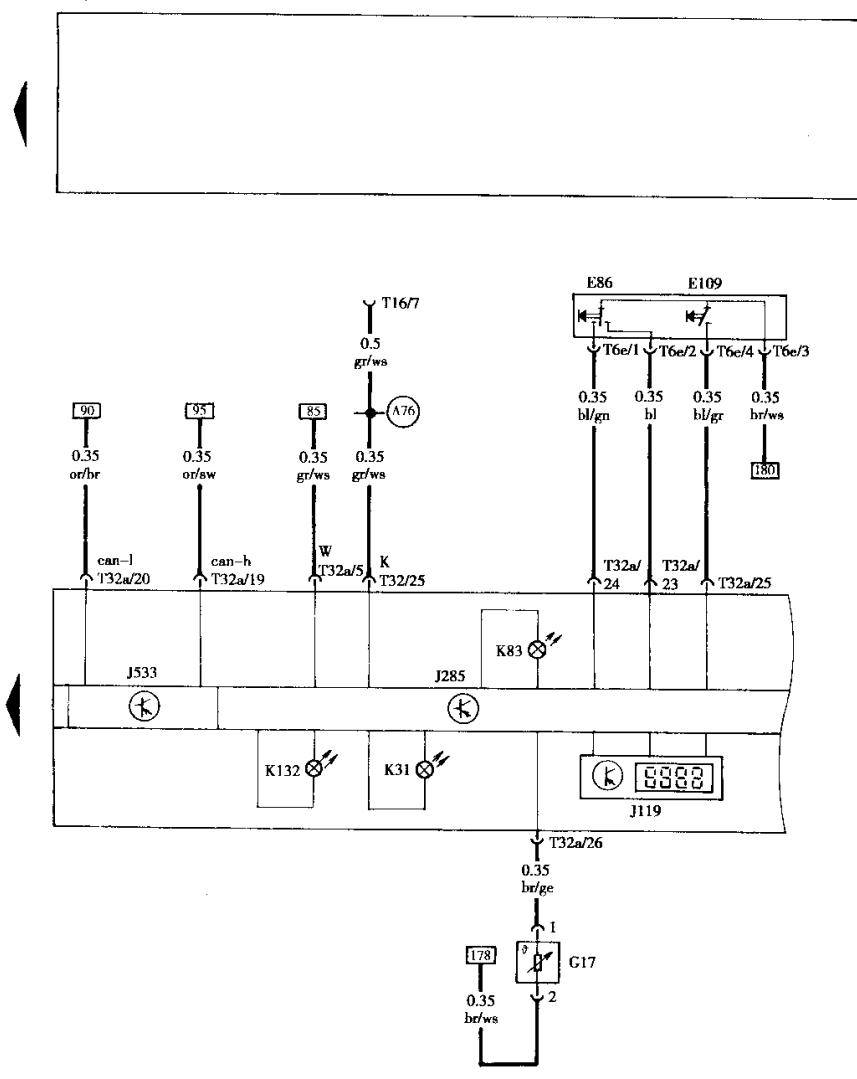 E86 E109
T16/7
0.5
gr/ws
T6e/1 T6e/2 T6e/4 T6e/3
90 95 85 A76
0.35 0.35 0.35 0.35
bl/gn bl bl/gr br/ws
0.35 0.35 0.35 0.35
or/br or/sw gr/ws gr/ws
180
can-l can-h W K
T32a/20 T32a/19 T32a/5 T32/25
T32a/ T32a/ T32a/25
24 23
K83
J533 J285
K132 K31
J119
T32a/26
0.35
br/ge
1
178 G17
2
0.35
br/ws